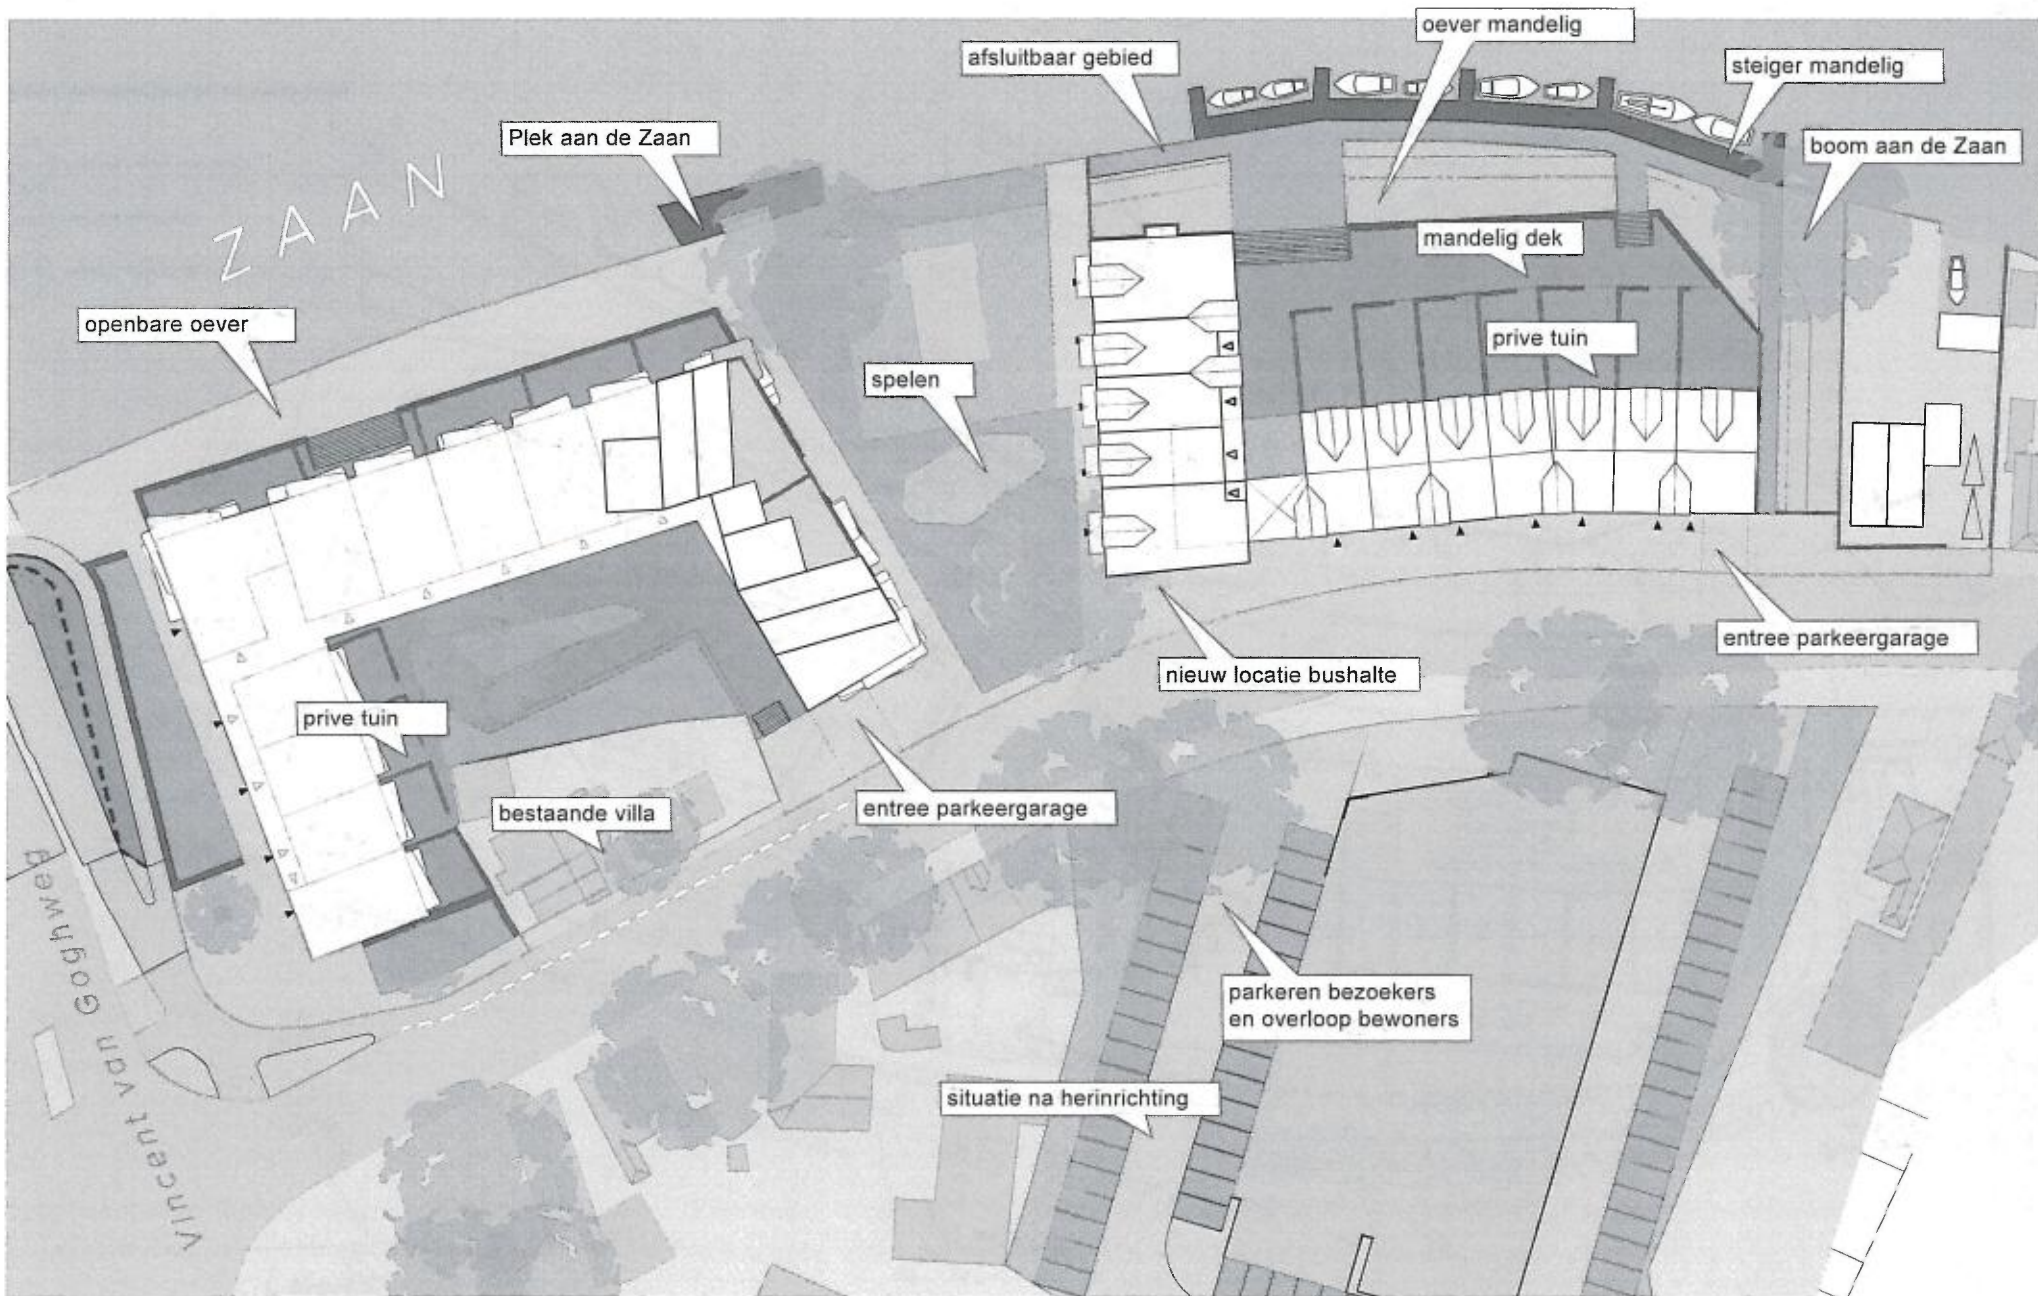 oever mandelig
afsluitbaar gebied
steiger mandelig
Plek aan de Zaan
boom aan de Zaan
ZAAN
mandelig dek
openbare oever
prive tuin
spelen
entree parkeergarage
nieuw locatie bushalte
prive tuin
bestaande villa
entree parkeergarage
parkeren bezoekers
en overloop bewoners
situatie na herinrichting
Vincent van Goghweg